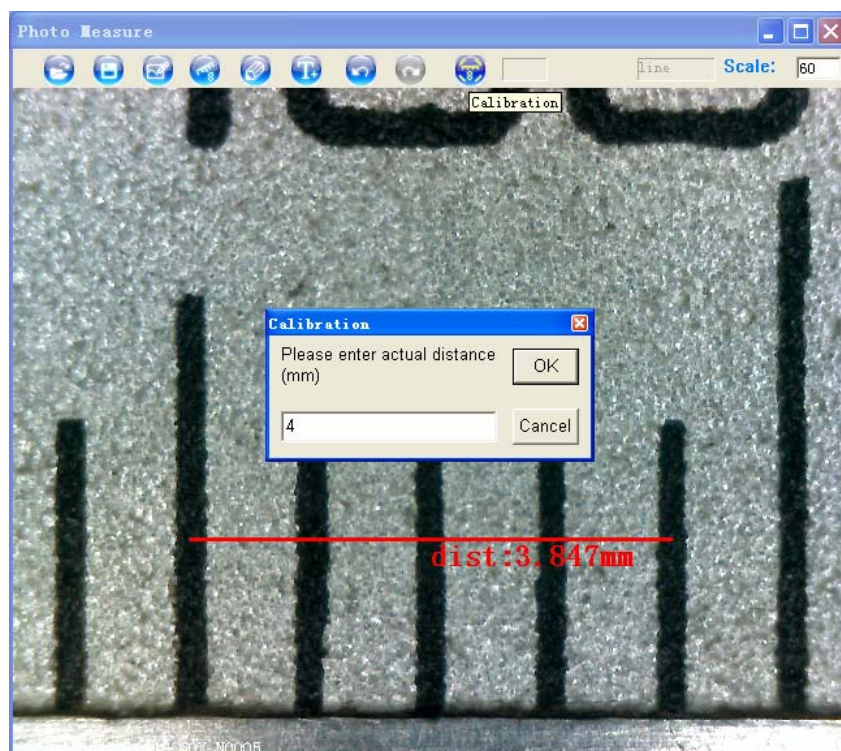 Photo Measure
line
Scale: 60
Calibration
Calibration
Please enter actual distance
(mm)
OK
4
Cancel
dist:3.847mm